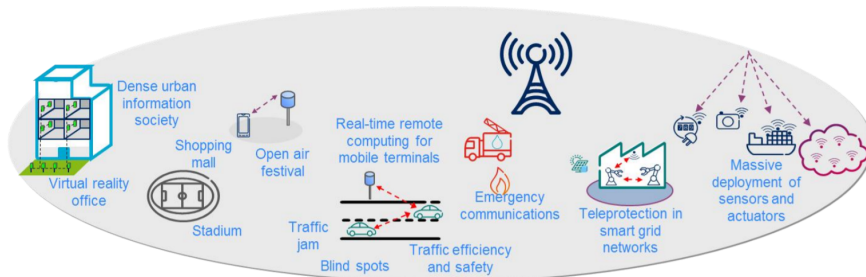 Dense urban
information
society
Virtual reality
office
Shopping
mall
Stadium
Open air
festival
Real-time remote
computing for
mobile terminals
Traffic
jam
Blind spots
Traffic efficiency
and safety
Emergency
communications
Teleprotection in
smart grid
networks
Massive
deployment of
sensors and
actuators